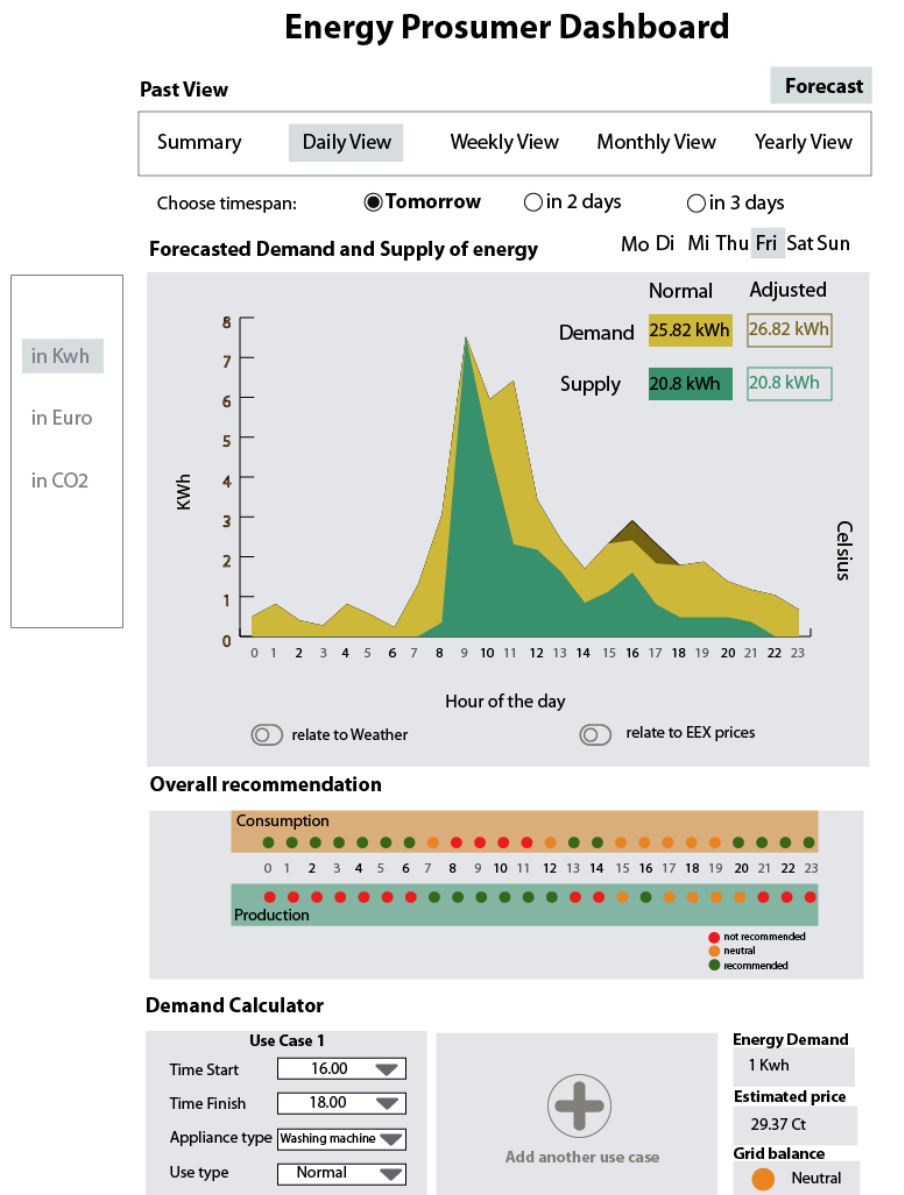 Energy Prosumer Dashboard
Past View
Forecast
Summary Daily View Weekly View Monthly View Yearly View
Choose timespan: Tomorrow in 2 days in 3 days
Forecasted Demand and Supply of energy
Mo Di Mi Thu Fri Sat Sun
in Kwh
in Euro
in CO2
Normal Adjusted
Demand 25.82 kWh 26.82 kWh
Supply 20.8 kWh 20.8 kWh
8
7
6
5
4
3
2
1
0
KWh
Celsius
0 1 2 3 4 5 6 7 8 9 10 11 12 13 14 15 16 17 18 19 20 21 22 23
Hour of the day
relate to Weather relate to EEX prices
Overall recommendation
Consumption
0 1 2 3 4 5 6 7 8 9 10 11 12 13 14 15 16 17 18 19 20 21 22 23
Production
not recommended
neutral
recommended
Demand Calculator
Use Case 1
Time Start 16.00
Time Finish 18.00
Appliance type Washing machine
Use type Normal
Add another use case
Energy Demand
1 Kwh
Estimated price
29.37 Ct
Grid balance
Neutral